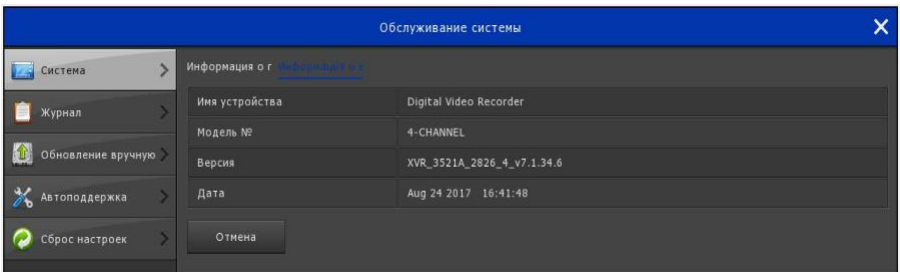 Обслуживание системы
Система
Информация о г Информация о г
Имя устройства Digital Video Recorder
Журнал
Модель № 4-CHANNEL
Обновление вручную
Версия XVR_3521A_2826_4_v7.1.34.6
Автоподдержка
Дата Aug 24 2017 16:41:48
Сброс настроек
Отмена